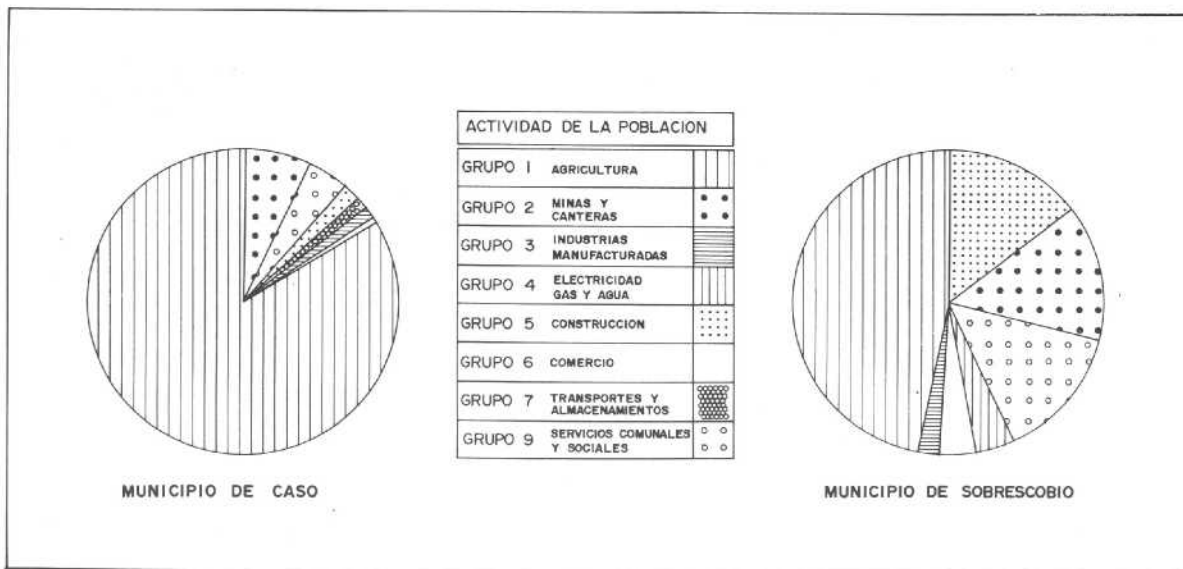 ACTIVIDAD DE LA POBLACION
GRUPO 1 AGRICULTURA
GRUPO 2 MINAS Y
CANTERAS
GRUPO 3 INDUSTRIAS
MANUFACTURADAS
GRUPO 4 ELECTRICIDAD
GAS Y AGUA
GRUPO 5 CONSTRUCCION
GRUPO 6 COMERCIO
GRUPO 7 TRANSPORTES Y
ALMACENAMIENTOS
GRUPO 9 SERVICIOS COMUNALES
Y SOCIALES
MUNICIPIO DE CASO
MUNICIPIO DE SOBRESCOBIO